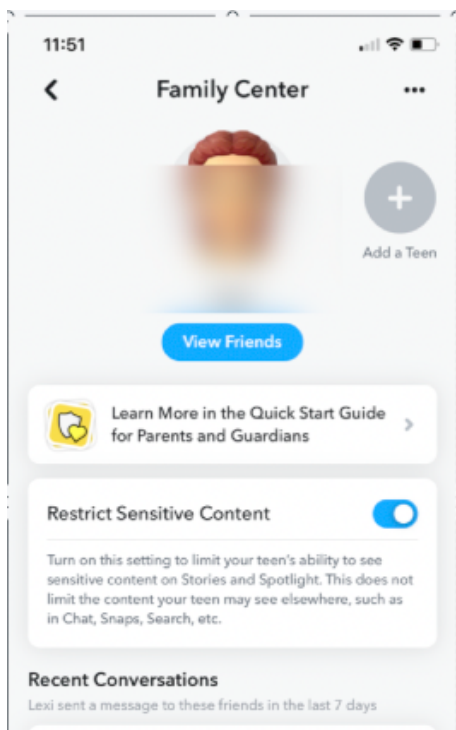 11:51
Family Center
Add a Teen
View Friends
Learn More in the Quick Start Guide
for Parents and Guardians
Restrict Sensitive Content
Turn on this setting to limit your teen's ability to see
sensitive content on Stories and Spotlight. This does not
limit the content your teen may see elsewhere, such as
in Chat, Snaps, Search, etc.
Recent Conversations
Lexi sent a message to these friends in the last 7 days